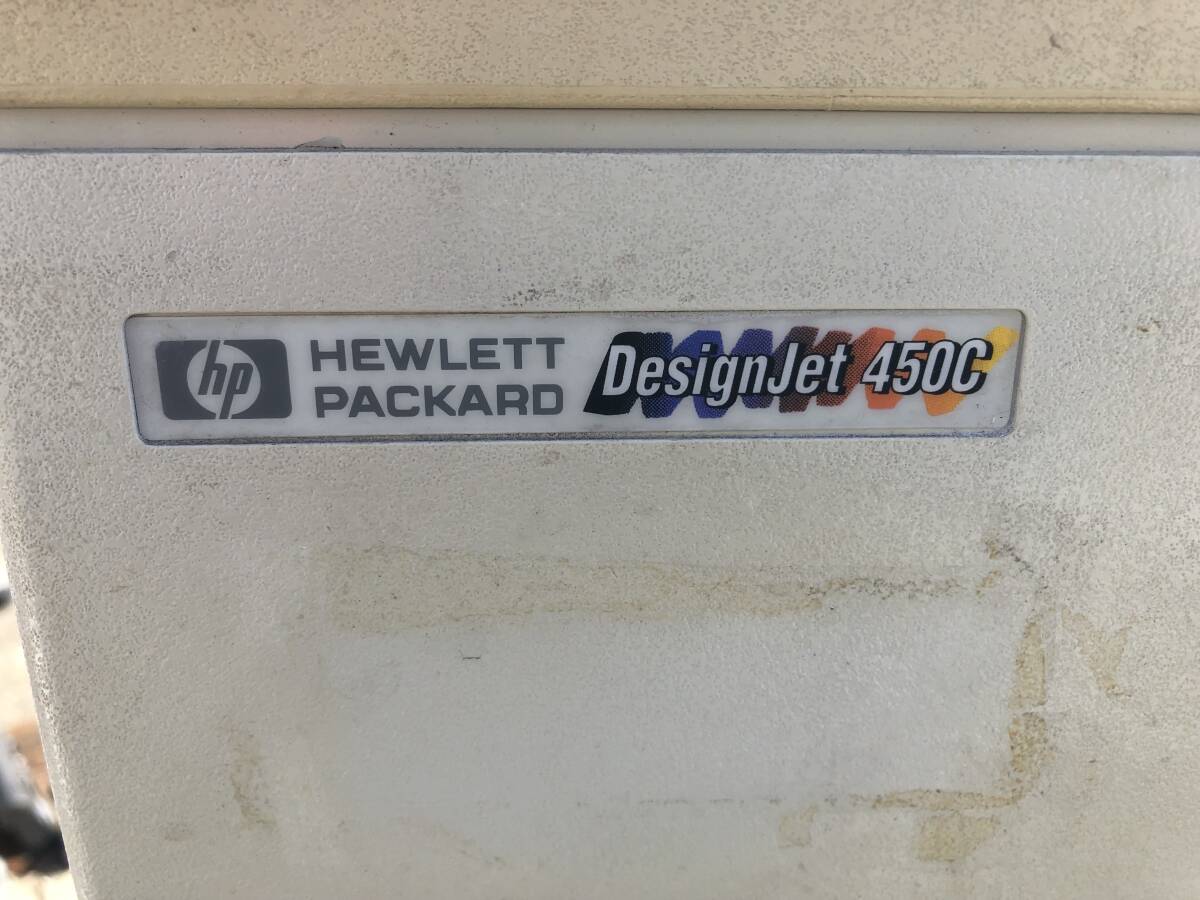 hp HEWLETT PACKARD
DesignJet 450C